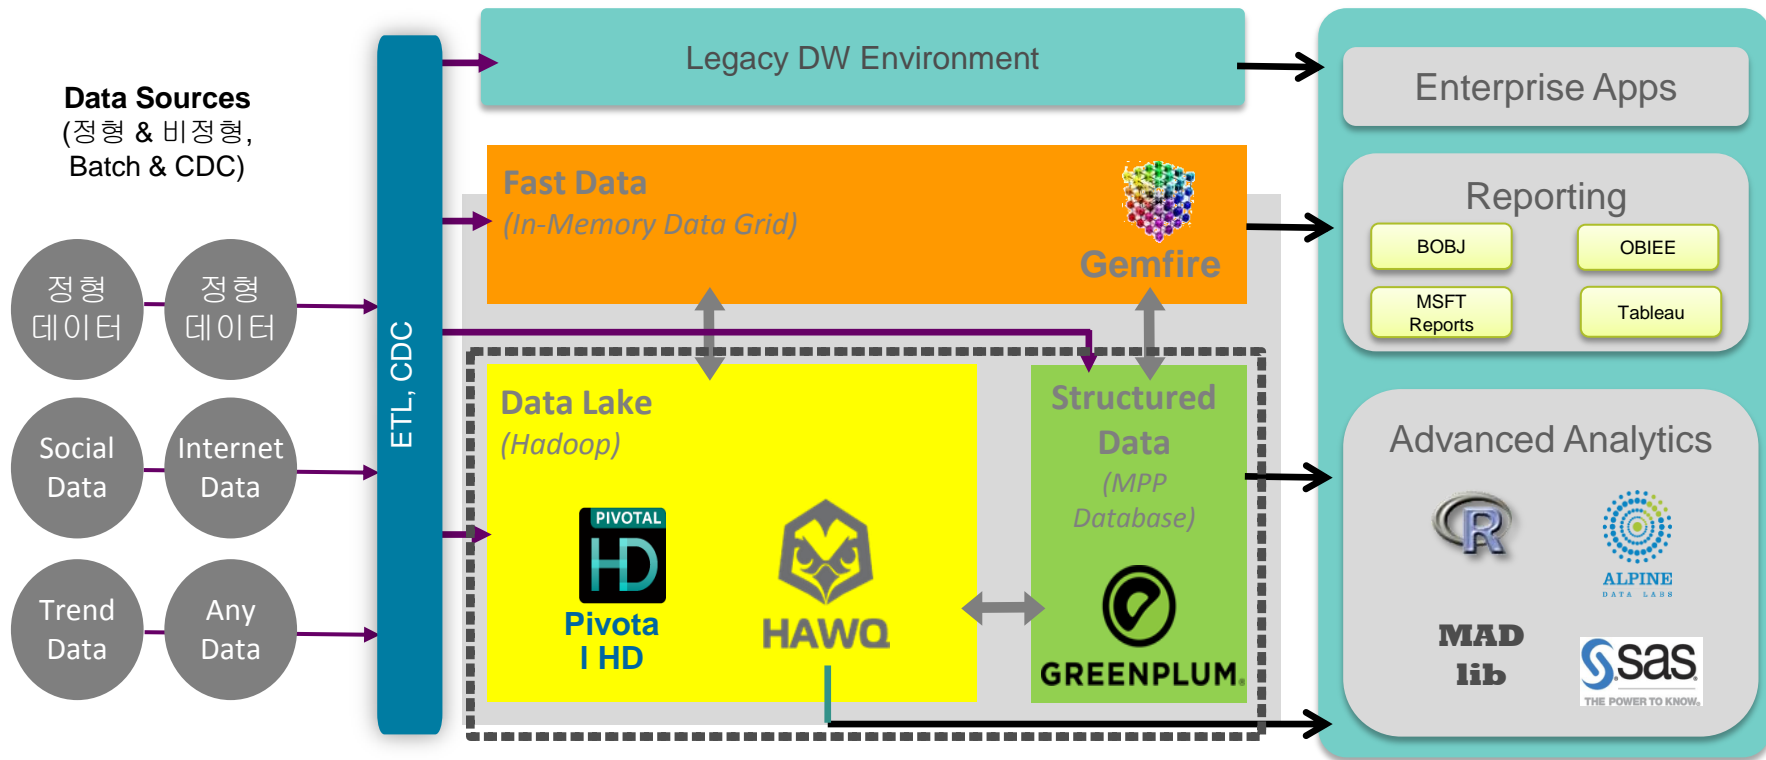 Data Sources
(정형 & 비정형,
Batch & CDC)
정형
데이터
정형
데이터
Social
Data
Internet
Data
Trend
Data
Any
Data
ETL, CDC
Legacy DW Environment
Fast Data
(In-Memory Data Grid)
Gemfire
Data Lake
(Hadoop)
PIVOTAL
HD
Pivota
l HD
HAWQ
Structured
Data
(MPP
Database)
GREENPLUM
Enterprise Apps
Reporting
BOBJ
OBIEE
MSFT
Reports
Tableau
Advanced Analytics
R
ALPINE
DATA LABS
MAD
lib
sas
THE POWER TO KNOW.